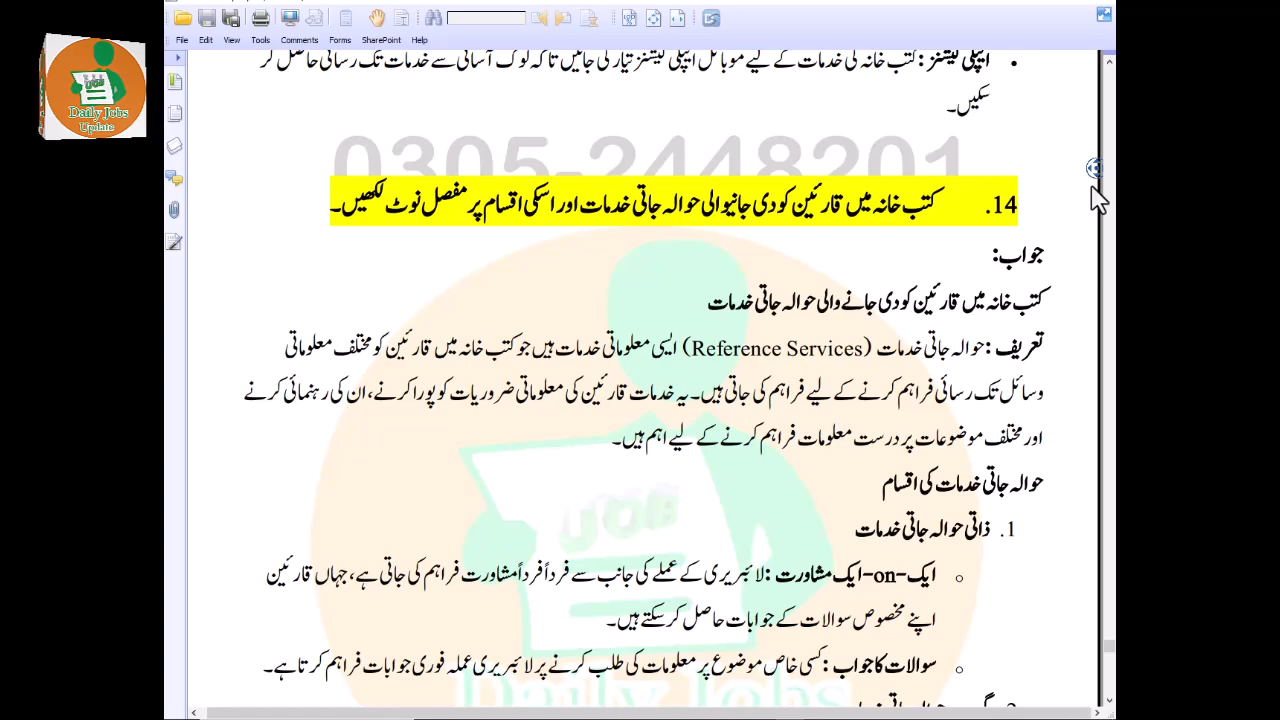 File Edit View Tools Comments Forms SharePoint Help
Daily Jobs
Update
• ایپلی کیشنز: کتب خانہ کی خدمات کے لیے موبائل ایپلی کیشنز تیار کی جائیں تاکہ لوگ آسانی سے خدمات تک رسائی حاصل کر
سکیں۔
0305-2448201
14. کتب خانہ میں قارئین کو دی جانیوالی حوالہ جاتی خدمات اور اسکی اقسام پر مفصل نوٹ لکھیں۔
جواب:
کتب خانہ میں قارئین کو دی جانے والی حوالہ جاتی خدمات
تعریف: حوالہ جاتی خدمات (Reference Services) ایسی معلوماتی خدمات ہیں جو کتب خانہ میں قارئین کو مختلف معلوماتی
وسائل تک رسائی فراہم کرنے کے لیے فراہم کی جاتی ہیں۔ یہ خدمات قارئین کی معلوماتی ضروریات کو پورا کرنے، ان کی رہنمائی کرنے
اور مختلف موضوعات پر درست معلومات فراہم کرنے کے لیے اہم ہیں۔
حوالہ جاتی خدمات کی اقسام
1. ذاتی حوالہ جاتی خدمات
o ایک-on-ایک مشاورت: لائبریری کے عملے کی جانب سے فرداً فرداً مشاورت فراہم کی جاتی ہے، جہاں قارئین
اپنے مخصوص سوالات کے جوابات حاصل کر سکتے ہیں۔
o سوالات کا جواب: کسی خاص موضوع پر معلومات کی طلب کرنے پر لائبریری عملہ فوری جوابات فراہم کرتا ہے۔
JOB
Daily Jobs